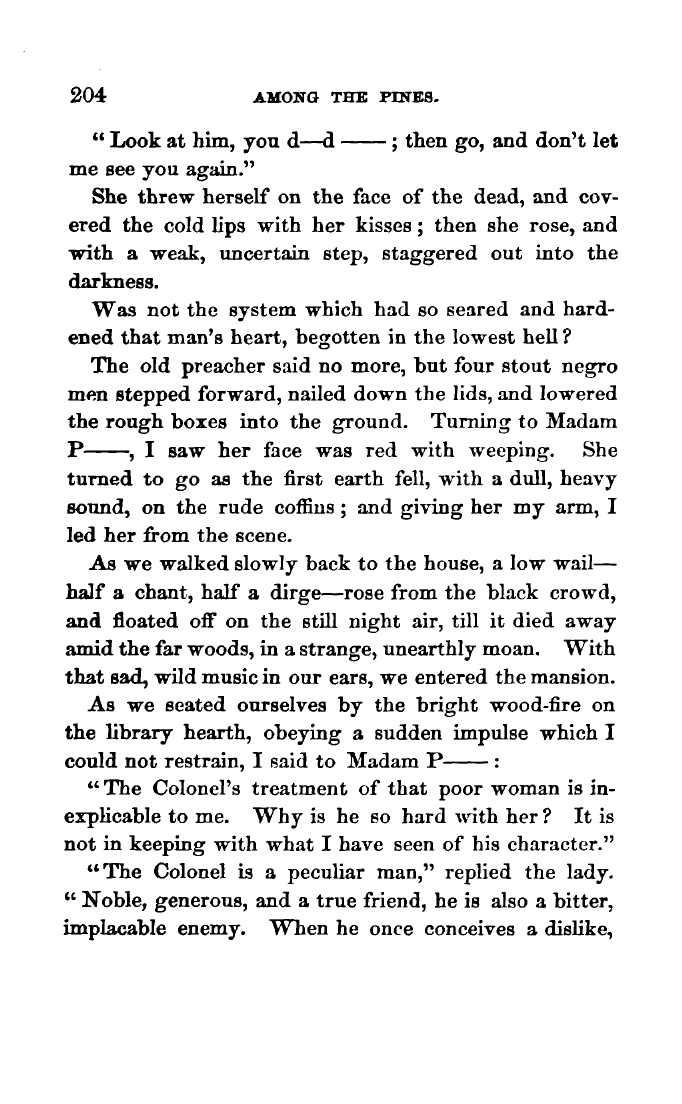 204 AMONG THE PINES.
“Look at him, you d—d —— ; then go, and don’t let
me see you again.”
She threw herself on the face of the dead, and cov-
ered the cold lips with her kisses ; then she rose, and
with a weak, uncertain step, staggered out into the
darkness.
Was not the system which had so seared and hard-
ened that man’s heart, begotten in the lowest hell ?
The old preacher said no more, but four stout negro
men stepped forward, nailed down the lids, and lowered
the rough boxes into the ground. Turning to Madam
P——, I saw her face was red with weeping. She
turned to go as the first earth fell, with a dull, heavy
sound, on the rude coffins ; and giving her my arm, I
led her from the scene.
As we walked slowly back to the house, a low wail—
half a chant, half a dirge—rose from the black crowd,
and floated off on the still night air, till it died away
amid the far woods, in a strange, unearthly moan. With
that sad, wild music in our ears, we entered the mansion.
As we seated ourselves by the bright wood-fire on
the library hearth, obeying a sudden impulse which I
could not restrain, I said to Madam P—— :
“The Colonel’s treatment of that poor woman is in-
explicable to me. Why is he so hard with her ? It is
not in keeping with what I have seen of his character.”
“The Colonel is a peculiar man,” replied the lady.
“Noble, generous, and a true friend, he is also a bitter,
implacable enemy. When he once conceives a dislike,